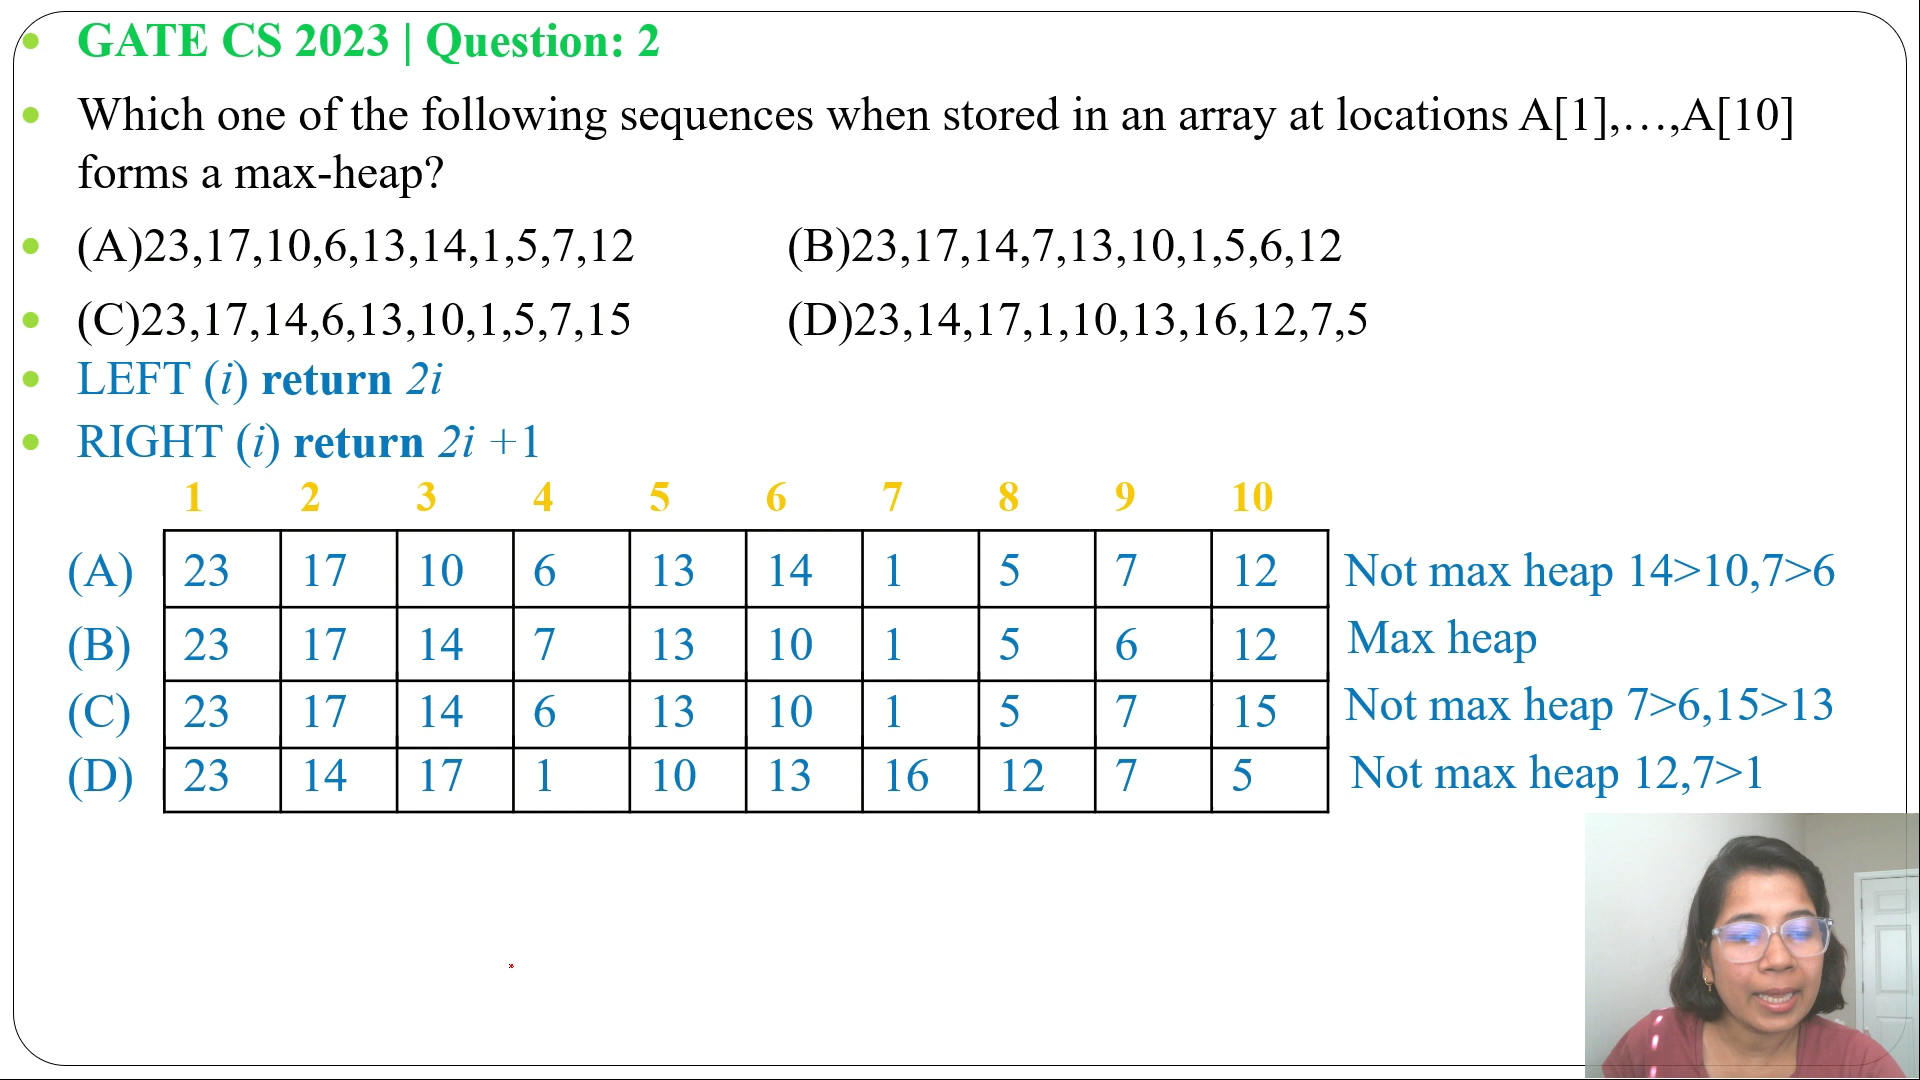 GATE CS 2023 | Question: 2
Which one of the following sequences when stored in an array at locations A[1],…,A[10]
forms a max-heap?
(A)23,17,10,6,13,14,1,5,7,12 (B)23,17,14,7,13,10,1,5,6,12
(C)23,17,14,6,13,10,1,5,7,15 (D)23,14,17,1,10,13,16,12,7,5
LEFT (i) return 2i
RIGHT (i) return 2i +1
1 2 3 4 5 6 7 8 9 10
(A) 23 17 10 6 13 14 1 5 7 12 Not max heap 14>10,7>6
(B) 23 17 14 7 13 10 1 5 6 12 Max heap
(C) 23 17 14 6 13 10 1 5 7 15 Not max heap 7>6,15>13
(D) 23 14 17 1 10 13 16 12 7 5 Not max heap 12,7>1